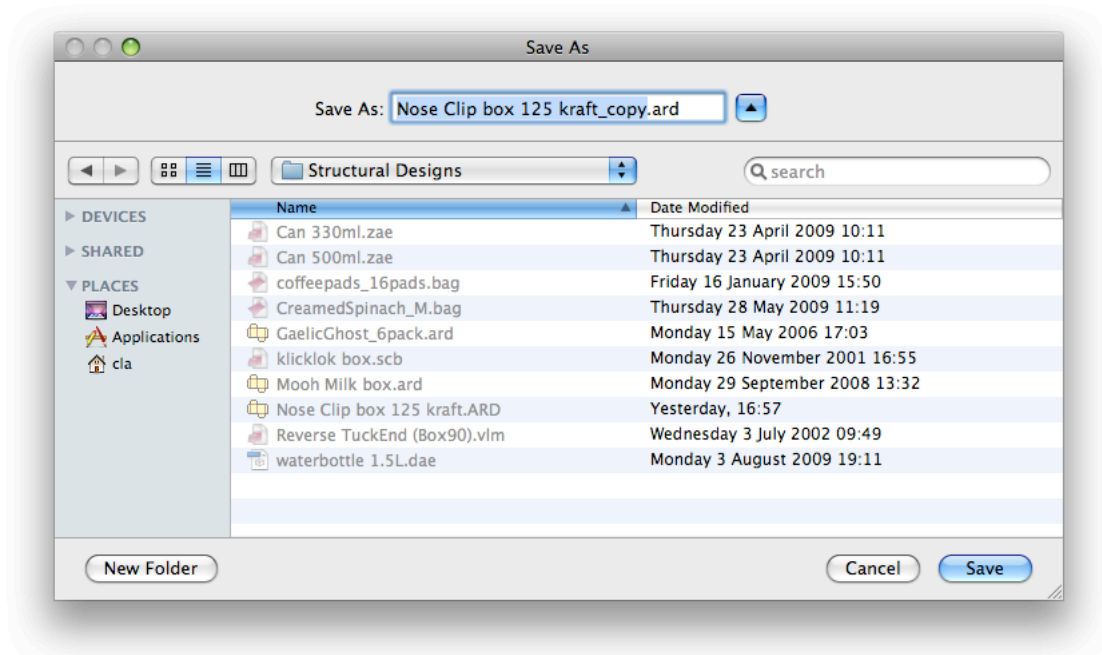 Save As
Save As: Nose Clip box 125 kraft_copy.ard
Structural Designs search
DEVICES
SHARED
PLACES
Desktop
Applications
cla
Name Date Modified
Can 330ml.zae Thursday 23 April 2009 10:11
Can 500ml.zae Thursday 23 April 2009 10:11
coffeepads_16pads.bag Friday 16 January 2009 15:50
CreamedSpinach_M.bag Thursday 28 May 2009 11:19
GaelicGhost_6pack.ard Monday 15 May 2006 17:03
klicklok box.scb Monday 26 November 2001 16:55
Mooh Milk box.ard Monday 29 September 2008 13:32
Nose Clip box 125 kraft.ARD Yesterday, 16:57
Reverse TuckEnd (Box90).vlm Wednesday 3 July 2002 09:49
waterbottle 1.5L.dae Monday 3 August 2009 19:11
New Folder Cancel Save